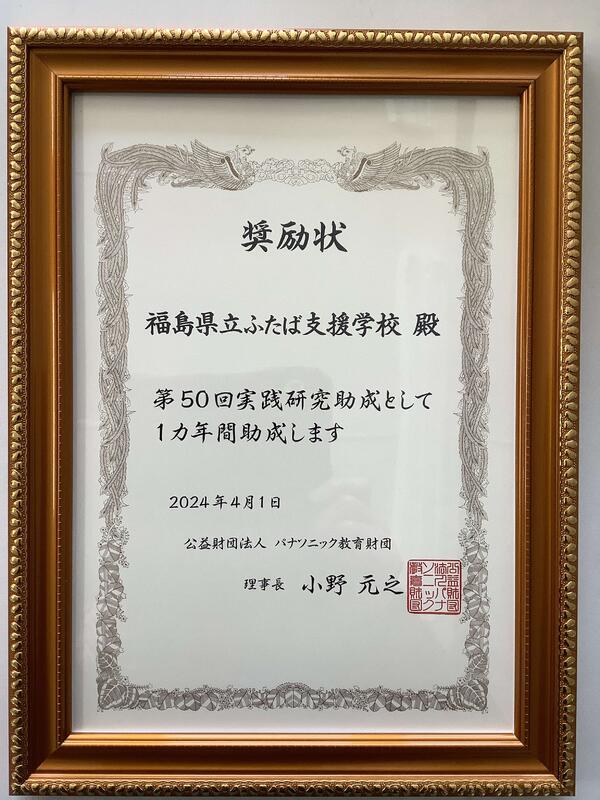 奨励状
福島県立ふたば支援学校 殿
第50回実践研究助成として
1カ年間助成します
2024年4月1日
公益財団法人 パナソニック教育財団
理事長 小野 元之